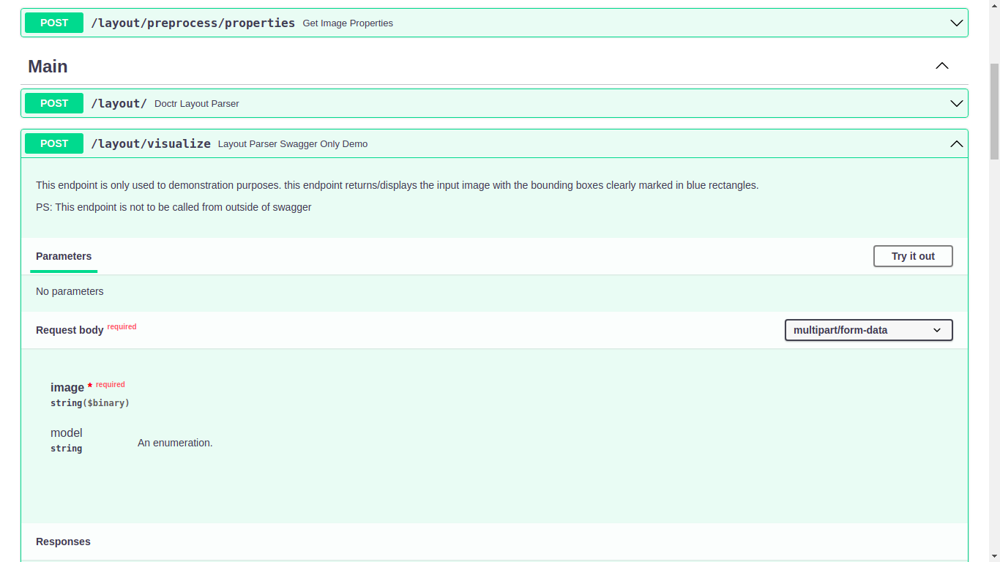 POST /layout/preprocess/properties Get Image Properties
Main
POST /layout/ Doctr Layout Parser
POST /layout/visualize Layout Parser Swagger Only Demo
This endpoint is only used to demonstration purposes. this endpoint returns/displays the input image with the bounding boxes clearly marked in blue rectangles.
PS: This endpoint is not to be called from outside of swagger
Parameters Try it out
No parameters
Request body required multipart/form-data
image * required
string($binary)
model
An enumeration.
string
Responses